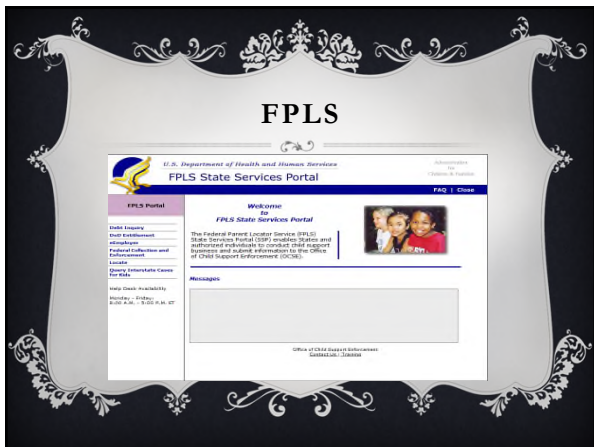 FPLS
U.S. Department of Health and Human Services
FPLS State Services Portal
Administration
for
Children & Families
FAQ | Close
FPLS Portal
Debt Inquiry
DoD Entitlement
eEmployer
Federal Collection and
Enforcement
Locate
Query Interstate Cases
for Kids
Help Desk Availability
Monday - Friday:
8:00 A.M. - 5:00 P.M. ET
Welcome
to
FPLS State Services Portal
The Federal Parent Locator Service (FPLS)
State Services Portal (SSP) enables States and
authorized individuals to conduct child support
business and submit information to the Office
of Child Support Enforcement (OCSE).
Messages
Office of Child Support Enforcement
Contact Us | Training